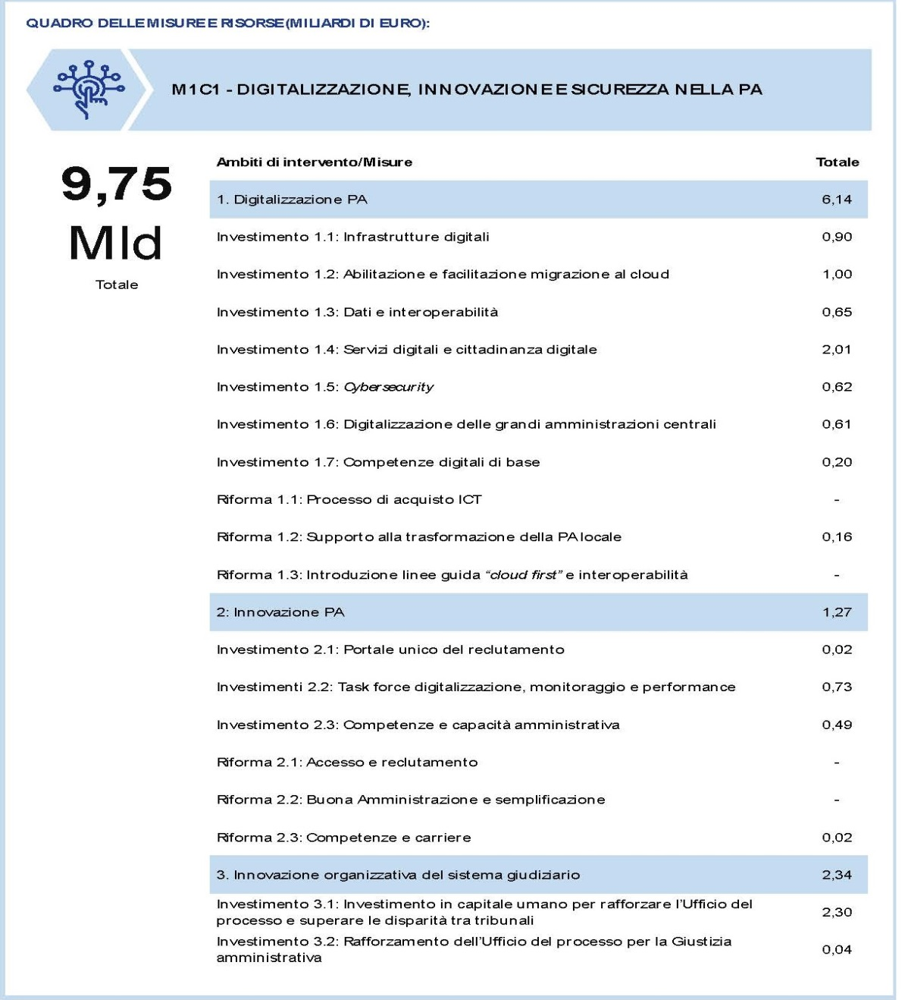 QUADRO DELLE MISURE E RISORSE (MILIARDI DI EURO):
M1C1 - DIGITALIZZAZIONE, INNOVAZIONE E SICUREZZA NELLA PA
9,75
Mld
Totale
Ambiti di intervento/Misure Totale
1. Digitalizzazione PA 6,14
Investimento 1.1: Infrastrutture digitali 0,90
Investimento 1.2: Abilitazione e facilitazione migrazione al cloud 1,00
Investimento 1.3: Dati e interoperabilità 0,65
Investimento 1.4: Servizi digitali e cittadinanza digitale 2,01
Investimento 1.5: Cybersecurity 0,62
Investimento 1.6: Digitalizzazione delle grandi amministrazioni centrali 0,61
Investimento 1.7: Competenze digitali di base 0,20
Riforma 1.1: Processo di acquisto ICT -
Riforma 1.2: Supporto alla trasformazione della PA locale 0,16
Riforma 1.3: Introduzione linee guida “cloud first” e interoperabilità -
2: Innovazione PA 1,27
Investimento 2.1: Portale unico del reclutamento 0,02
Investimenti 2.2: Task force digitalizzazione, monitoraggio e performance 0,73
Investimento 2.3: Competenze e capacità amministrativa 0,49
Riforma 2.1: Accesso e reclutamento -
Riforma 2.2: Buona Amministrazione e semplificazione -
Riforma 2.3: Competenze e carriere 0,02
3. Innovazione organizzativa del sistema giudiziario 2,34
Investimento 3.1: Investimento in capitale umano per rafforzare l’Ufficio del
processo e superare le disparità tra tribunali 2,30
Investimento 3.2: Rafforzamento dell’Ufficio del processo per la Giustizia
amministrativa 0,04